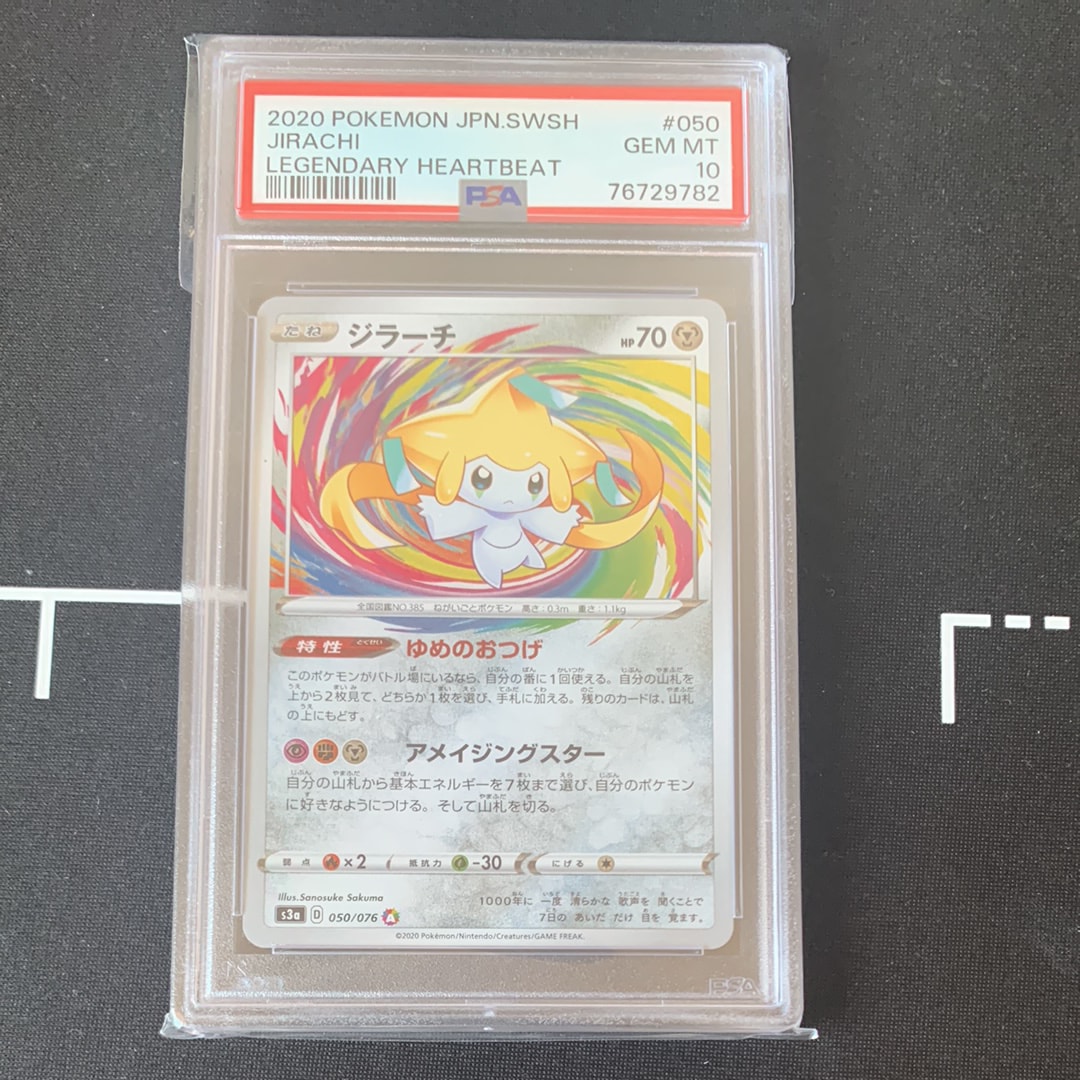 2020 POKEMON JPN.SWSH #050
JIRACHI GEM MT
LEGENDARY HEARTBEAT 10
PSA 76729782
たね ジラーチ HP70
全国図鑑NO.385 ねがいごとポケモン 高さ:0.3m 重さ:1.1kg
特性 とくせい ゆめのおつげ
このポケモンがバトル場にいるなら、自分の番に1回使える。自分の山札を
上から2枚見て、どちらか1枚を選び、手札に加える。残りのカードは、山札
の上にもどす。
アメイジングスター
自分の山札から基本エネルギーを7枚まで選び、自分のポケモン
に好きなようにつける。そして山札を切る。
弱点 ×2 抵抗力 -30 にげる
Illus.Sanosuke Sakuma
1000年に 一度 清らかな 歌声を 聞くことで
7日の あいだ だけ 目を 覚ます。
s3a D 050/076 A
©2020 Pokémon/Nintendo/Creatures/GAME FREAK.
PSA